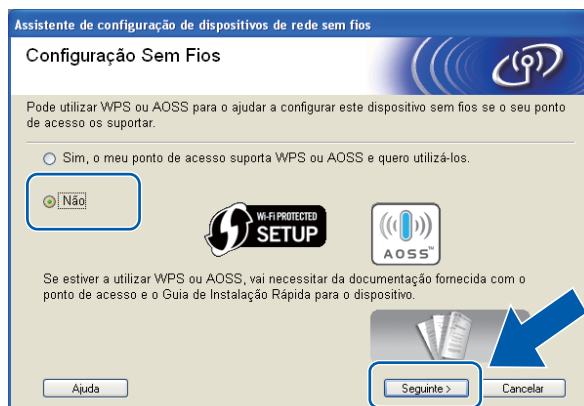 Assistente de configuração de dispositivos de rede sem fios
Configuração Sem Fios
Pode utilizar WPS ou AOSS para o ajudar a configurar este dispositivo sem fios se o seu ponto
de acesso os suportar.
Sim, o meu ponto de acesso suporta WPS ou AOSS e quero utilizá-los.
Não
Wi-Fi PROTECTED
SETUP
AOSS™
Se estiver a utilizar WPS ou AOSS, vai necessitar da documentação fornecida com o
ponto de acesso e o Guia de Instalação Rápida para o dispositivo.
Ajuda
Seguinte >
Cancelar